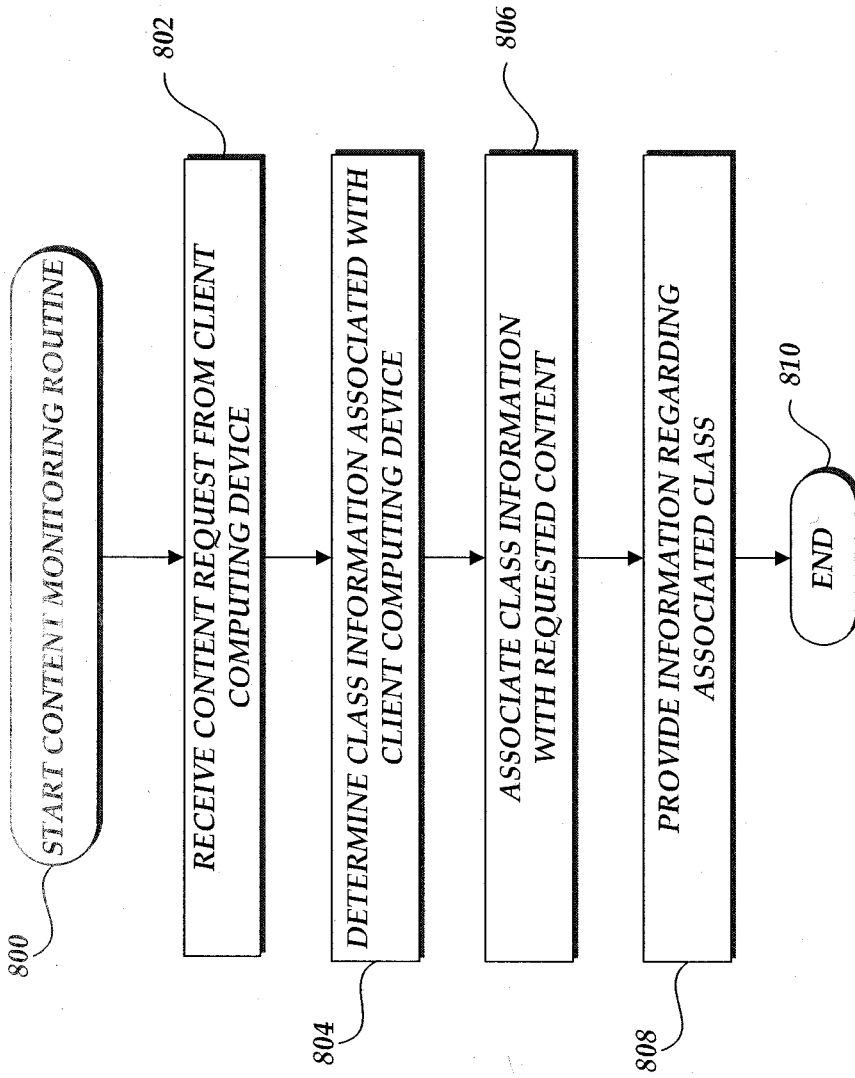 800
START CONTENT MONITORING ROUTINE
802
RECEIVE CONTENT REQUEST FROM CLIENT
COMPUTING DEVICE
804
DETERMINE CLASS INFORMATION ASSOCIATED WITH
CLIENT COMPUTING DEVICE
806
ASSOCIATE CLASS INFORMATION
WITH REQUESTED CONTENT
808
PROVIDE INFORMATION REGARDING
ASSOCIATED CLASS
810
END